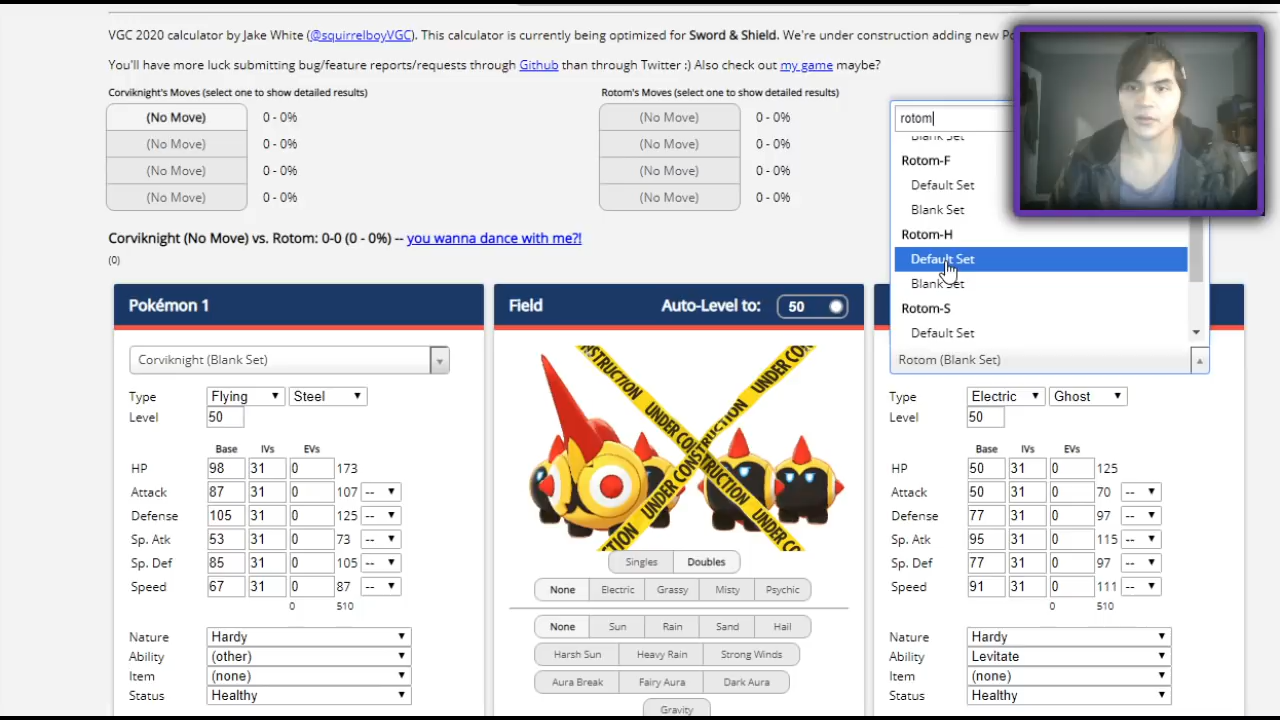 VGC 2020 calculator by Jake White (@squirrelboyVGC). This calculator is currently being optimized for Sword & Shield. We're under construction adding new Po
You'll have more luck submitting bug/feature reports/requests through Github than through Twitter :) Also check out my game maybe?
Corviknight's Moves (select one to show detailed results)
Rotom's Moves (select one to show detailed results)
(No Move) 0 - 0% (No Move) 0 - 0%
(No Move) 0 - 0% (No Move) 0 - 0%
(No Move) 0 - 0% (No Move) 0 - 0%
(No Move) 0 - 0% (No Move) 0 - 0%
rotom
Blank Set
Rotom-F
Default Set
Blank Set
Rotom-H
Default Set
Blank Set
Rotom-S
Default Set
Rotom (Blank Set)
Corviknight (No Move) vs. Rotom: 0-0 (0 - 0%) -- you wanna dance with me?!
(0)
Pokémon 1
Corviknight (Blank Set)
Type Flying Steel
Level 50
Base IVs EVs
HP 98 31 0 173
Attack 87 31 0 107 --
Defense 105 31 0 125 --
Sp. Atk 53 31 0 73 --
Sp. Def 85 31 0 105 --
Speed 67 31 0 87 --
0 510
Nature Hardy
Ability (other)
Item (none)
Status Healthy
Field Auto-Level to: 50
CONSTRUCTION UNDER CONSTRUCTION UNDER CO
UNDER CONSTRUCTION UNDER CON
Singles Doubles
None Electric Grassy Misty Psychic
None Sun Rain Sand Hail
Harsh Sun Heavy Rain Strong Winds
Aura Break Fairy Aura Dark Aura
Gravity
Type Electric Ghost
Level 50
Base IVs EVs
HP 50 31 0 125
Attack 50 31 0 70 --
Defense 77 31 0 97 --
Sp. Atk 95 31 0 115 --
Sp. Def 77 31 0 97 --
Speed 91 31 0 111 --
0 510
Nature Hardy
Ability Levitate
Item (none)
Status Healthy